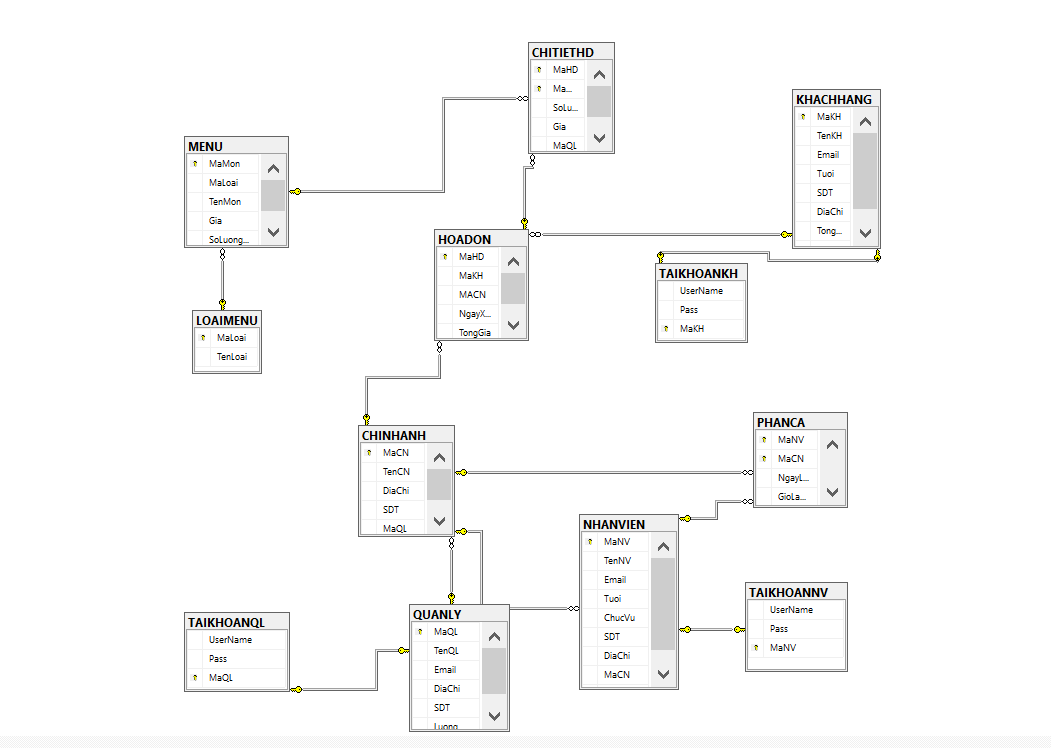 CHITIETHD
MaHD
Ma...
SoLu...
Gia
MaQL
KHACHHANG
MaKH
TenKH
Email
Tuoi
SDT
DiaChi
Tong...
MENU
MaMon
MaLoai
TenMon
Gia
SoLuong...
HOADON
MaHD
MaKH
MACN
NgayX...
TongGia
TAIKHOANKH
UserName
Pass
MaKH
LOAIMENU
MaLoai
TenLoai
CHINHANH
MaCN
TenCN
DiaChi
SDT
MaQL
PHANCA
MaNV
MaCN
NgayL...
GioLa...
NHANVIEN
MaNV
TenNV
Email
Tuoi
ChucVu
SDT
DiaChi
MaCN
TAIKHOANNV
UserName
Pass
MaNV
TAIKHOANQL
UserName
Pass
MaQL
QUANLY
MaQL
TenQL
Email
DiaChi
SDT
Luong